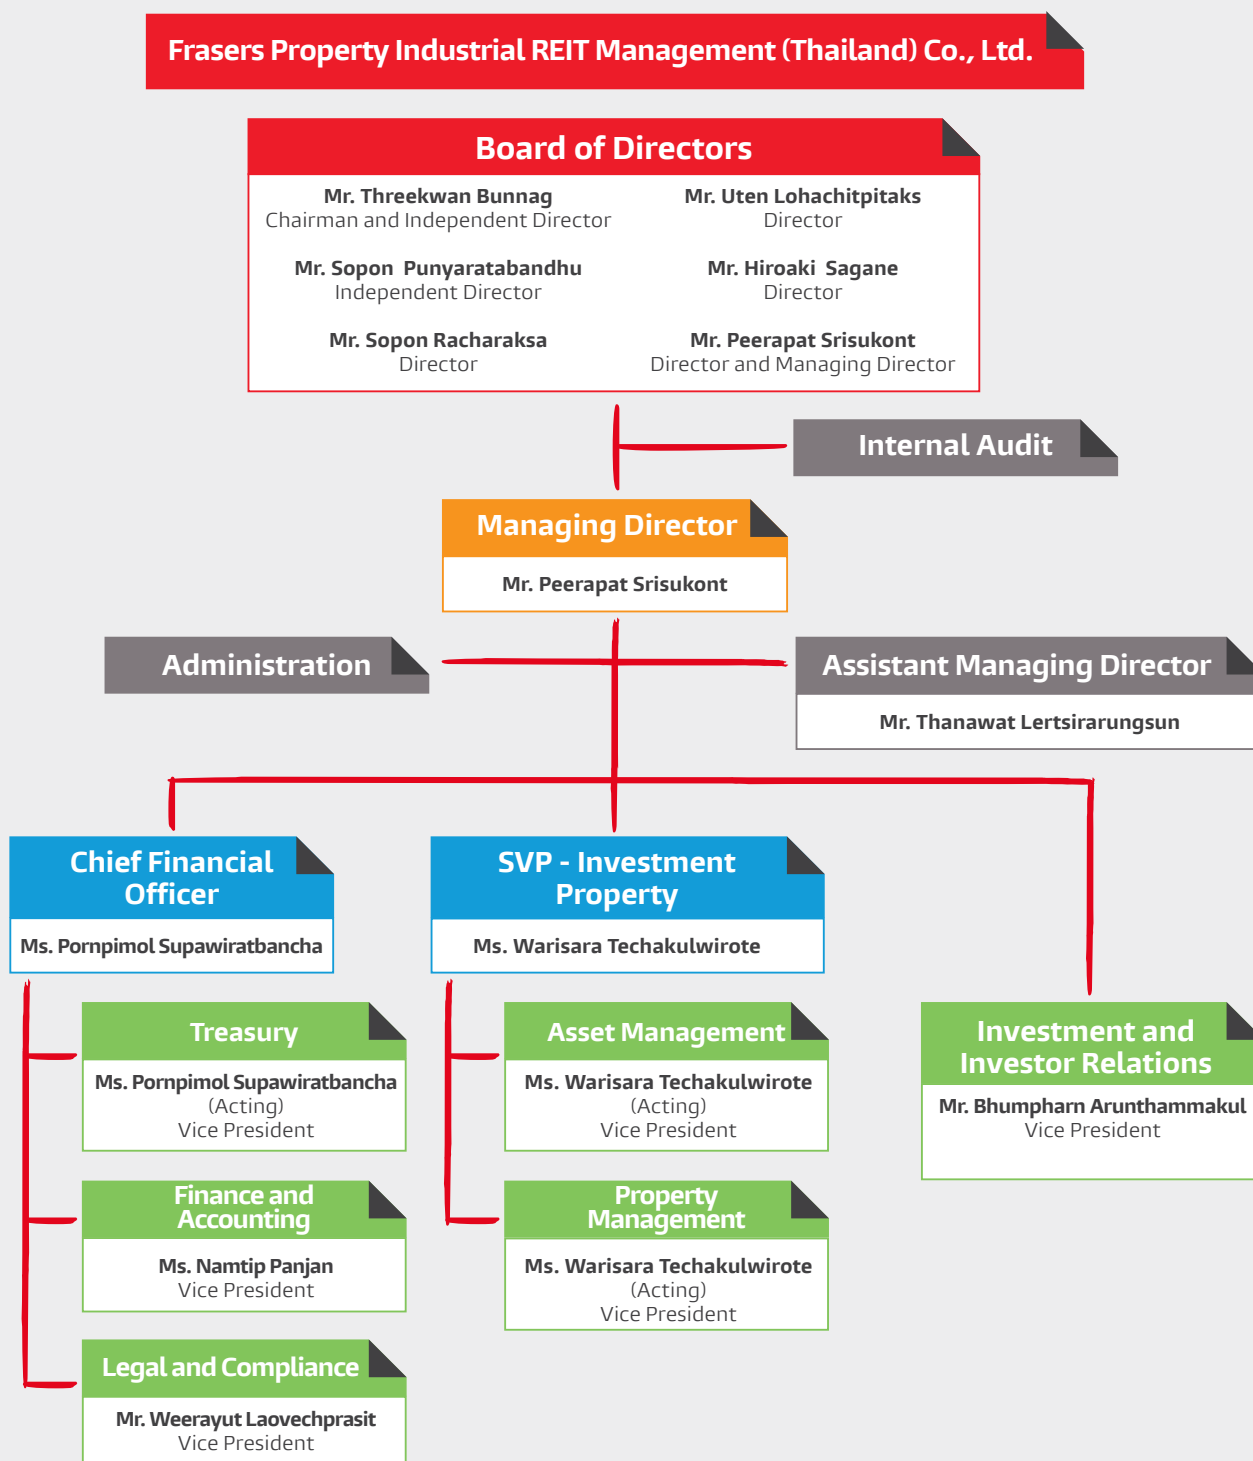 Frasers Property Industrial REIT Management (Thailand) Co., Ltd.
Board of Directors
Mr. Threekwan Bunnag
Chairman and Independent Director
Mr. Uten Lohachitpitaks
Director
Mr. Sopon Punyaratabandhu
Independent Director
Mr. Hiroaki Sagane
Director
Mr. Sopon Racharaksa
Director
Mr. Peerapat Srisukont
Director and Managing Director
Internal Audit
Managing Director
Mr. Peerapat Srisukont
Administration
Assistant Managing Director
Mr. Thanawat Lertsirarungsun
Chief Financial
Officer
Ms. Pornpimol Supawiratbancha
SVP - Investment
Property
Ms. Warisara Techakulwirote
Treasury
Ms. Pornpimol Supawiratbancha
(Acting)
Vice President
Asset Management
Ms. Warisara Techakulwirote
(Acting)
Vice President
Investment and
Investor Relations
Mr. Bhumpharn Arunthammakul
Vice President
Finance and
Accounting
Ms. Namtip Panjan
Vice President
Property
Management
Ms. Warisara Techakulwirote
(Acting)
Vice President
Legal and Compliance
Mr. Weerayut Laovechprasit
Vice President